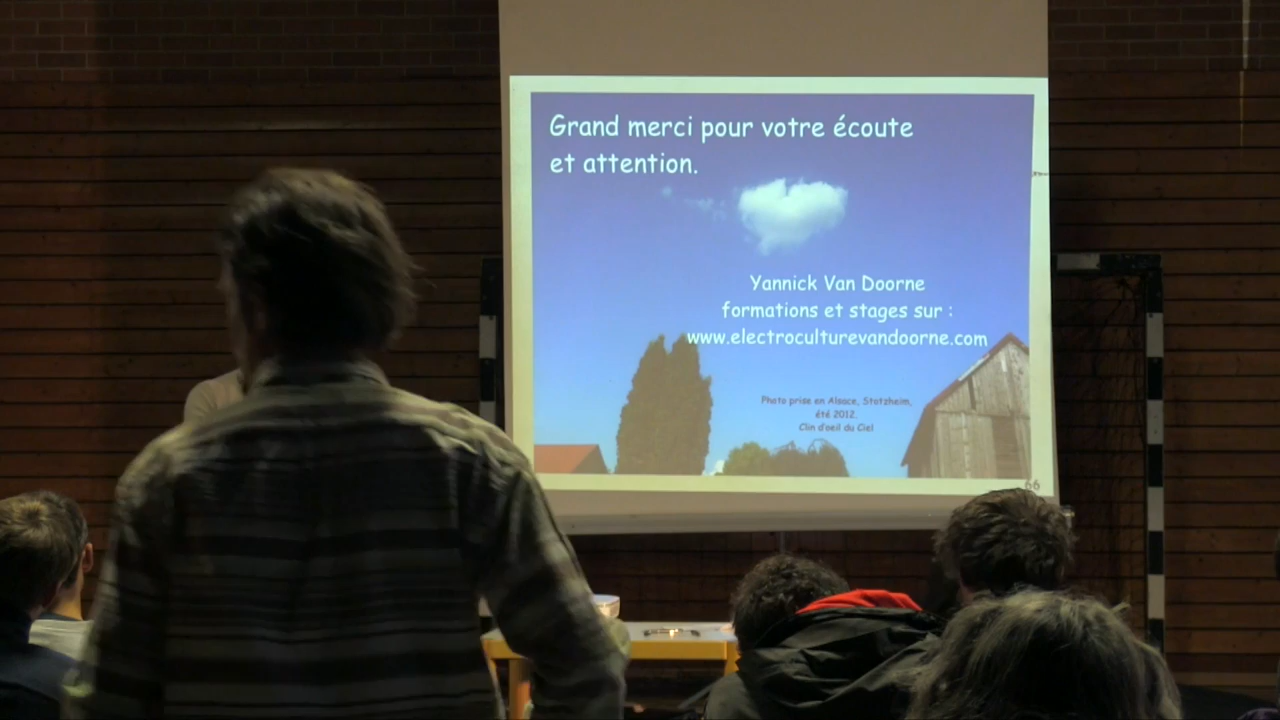 Grand merci pour votre écoute
et attention.
Yannick Van Doorne
formations et stages sur :
www.electroculturevandoorne.com
Photo prise en Alsace, Stotzheim,
été 2012.
Clin d'oeil du Ciel
66